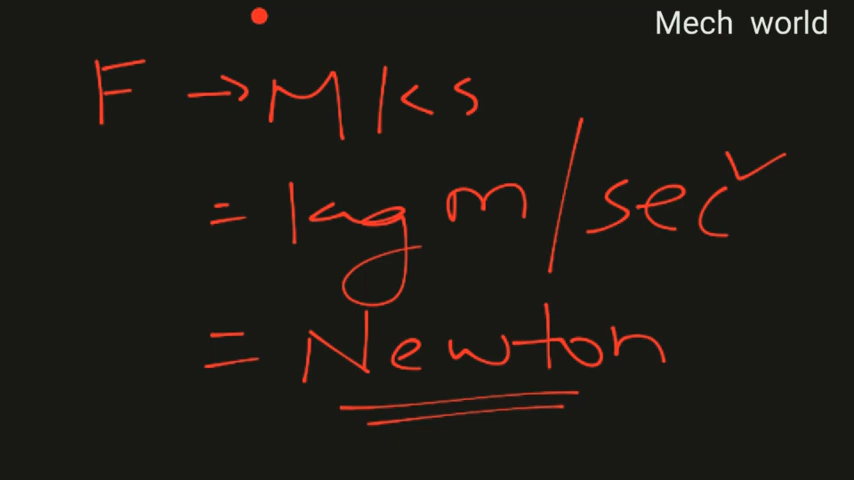 Mech world
F → MKS
= kg m/sec²
= Newton